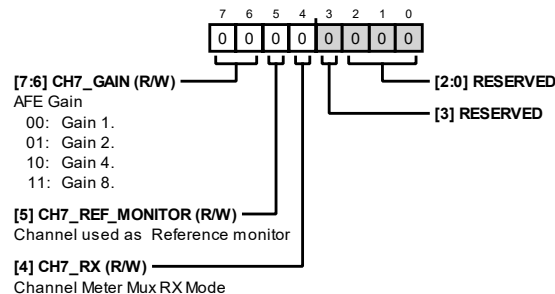 7 6 5 4 3 2 1 0
0 0 0 0 0 0 0 0
[7:6] CH7_GAIN (R/W)
AFE Gain
00: Gain 1.
01: Gain 2.
10: Gain 4.
11: Gain 8.
[5] CH7_REF_MONITOR (R/W)
Channel used as Reference monitor
[4] CH7_RX (R/W)
Channel Meter Mux RX Mode
[2:0] RESERVED
[3] RESERVED